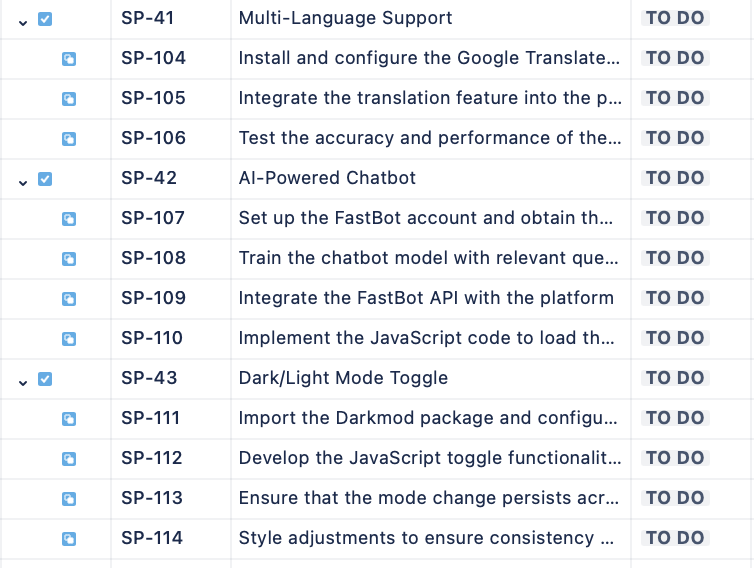 SP-41 Multi-Language Support TO DO
SP-104 Install and configure the Google Translate... TO DO
SP-105 Integrate the translation feature into the p... TO DO
SP-106 Test the accuracy and performance of the... TO DO
SP-42 AI-Powered Chatbot TO DO
SP-107 Set up the FastBot account and obtain th... TO DO
SP-108 Train the chatbot model with relevant que... TO DO
SP-109 Integrate the FastBot API with the platform TO DO
SP-110 Implement the JavaScript code to load th... TO DO
SP-43 Dark/Light Mode Toggle TO DO
SP-111 Import the Darkmod package and configu... TO DO
SP-112 Develop the JavaScript toggle functionalit... TO DO
SP-113 Ensure that the mode change persists acr... TO DO
SP-114 Style adjustments to ensure consistency ... TO DO